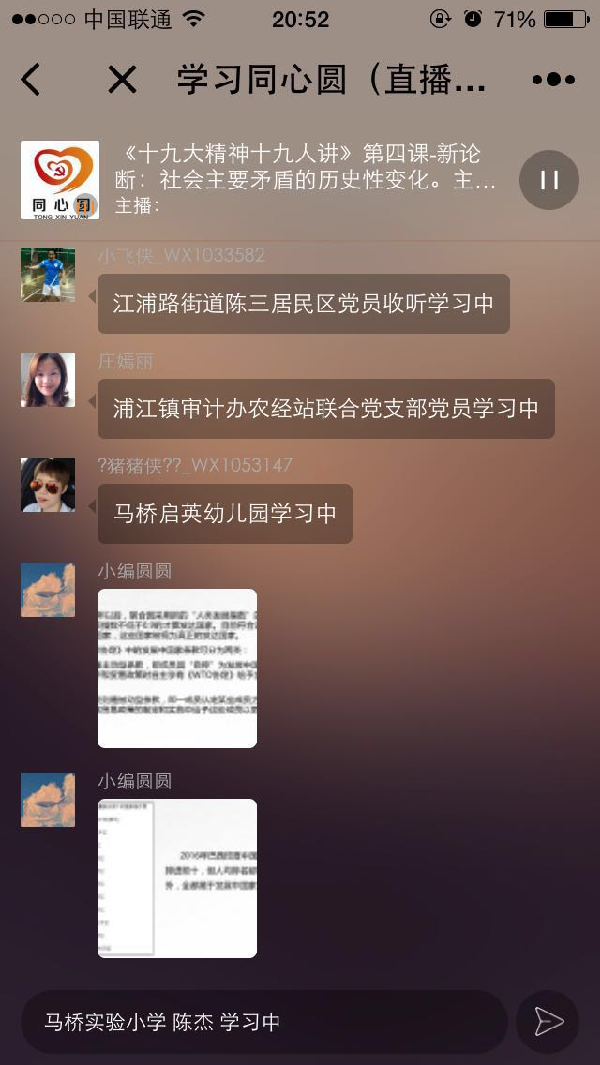 中国联通 20:52 71%
学习同心圆（直播...
《十九大精神十九人讲》第四课-新论
断：社会主要矛盾的历史性变化。主...
主播：
同心圆
TONG XIN YUAN
小飞侠_WX1033582
江浦路街道陈三居民区党员收听学习中
庄嫣丽
浦江镇审计办农经站联合党支部党员学习中
?猪猪侠??_WX1053147
马桥启英幼儿园学习中
小编圆圆
小编圆圆
马桥实验小学 陈杰 学习中